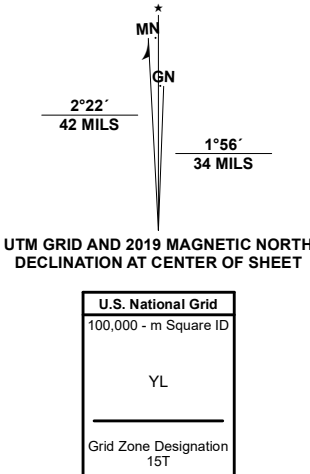 ★
MN
GN
2°22´
42 MILS
1°56´
34 MILS
UTM GRID AND 2019 MAGNETIC NORTH
DECLINATION AT CENTER OF SHEET
U.S. National Grid
100,000 - m Square ID
YL
Grid Zone Designation
15T